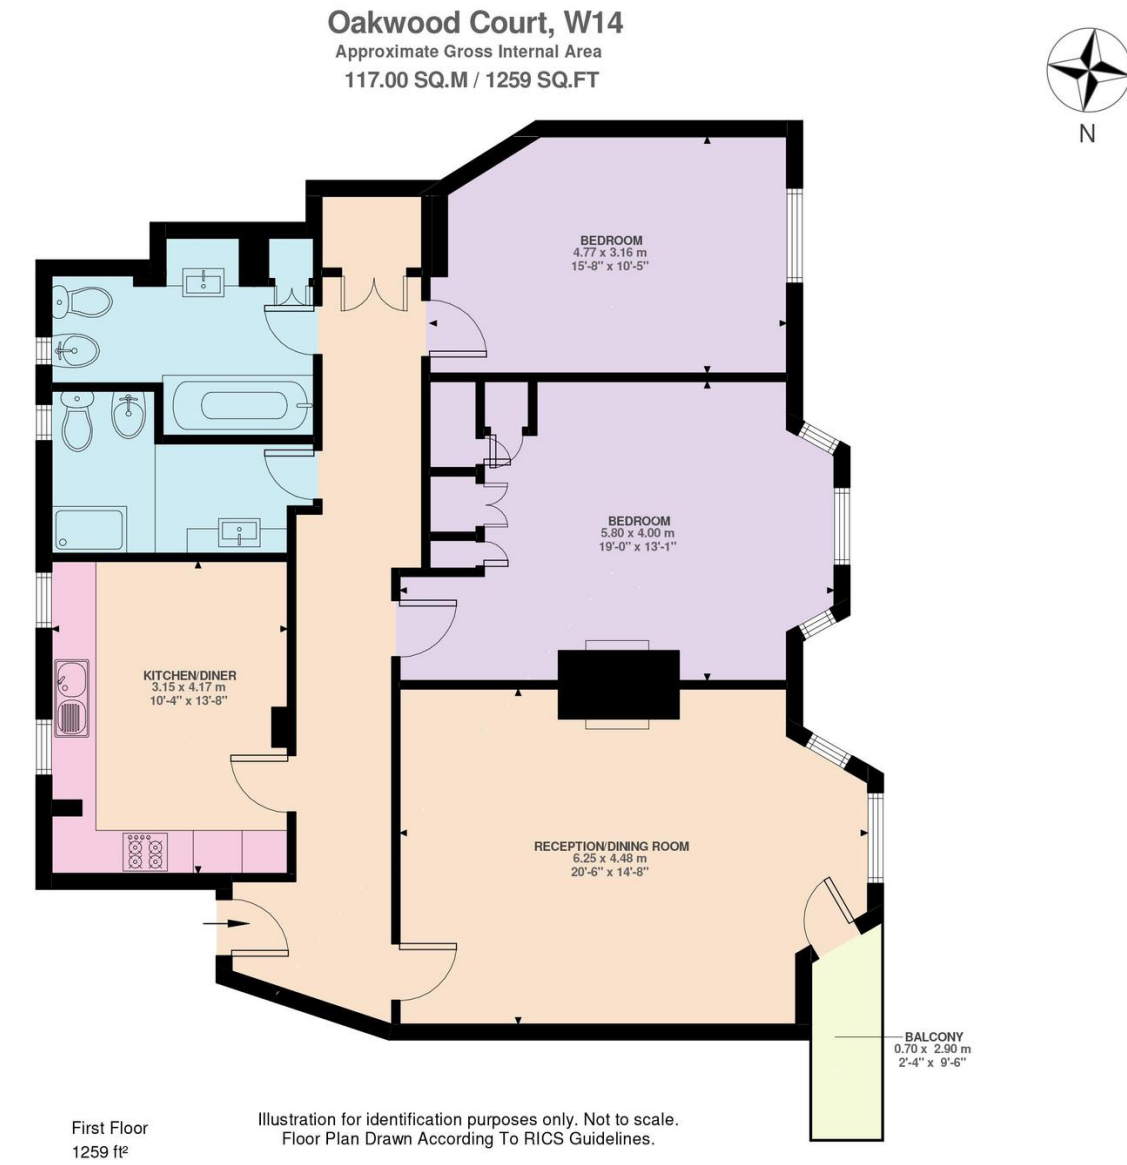 Oakwood Court, W14
Approximate Gross Internal Area
117.00 SQ.M / 1259 SQ.FT
N
BEDROOM
4.77 x 3.16 m
15'-8" x 10'-5"
BEDROOM
5.80 x 4.00 m
19'-0" x 13'-1"
KITCHEN/DINER
3.15 x 4.17 m
10'-4" x 13'-8"
RECEPTION/DINING ROOM
6.25 x 4.48 m
20'-6" x 14'-8"
BALCONY
0.70 x 2.90 m
2'-4" x 9'-6"
First Floor
1259 ft²
Illustration for identification purposes only. Not to scale.
Floor Plan Drawn According To RICS Guidelines.